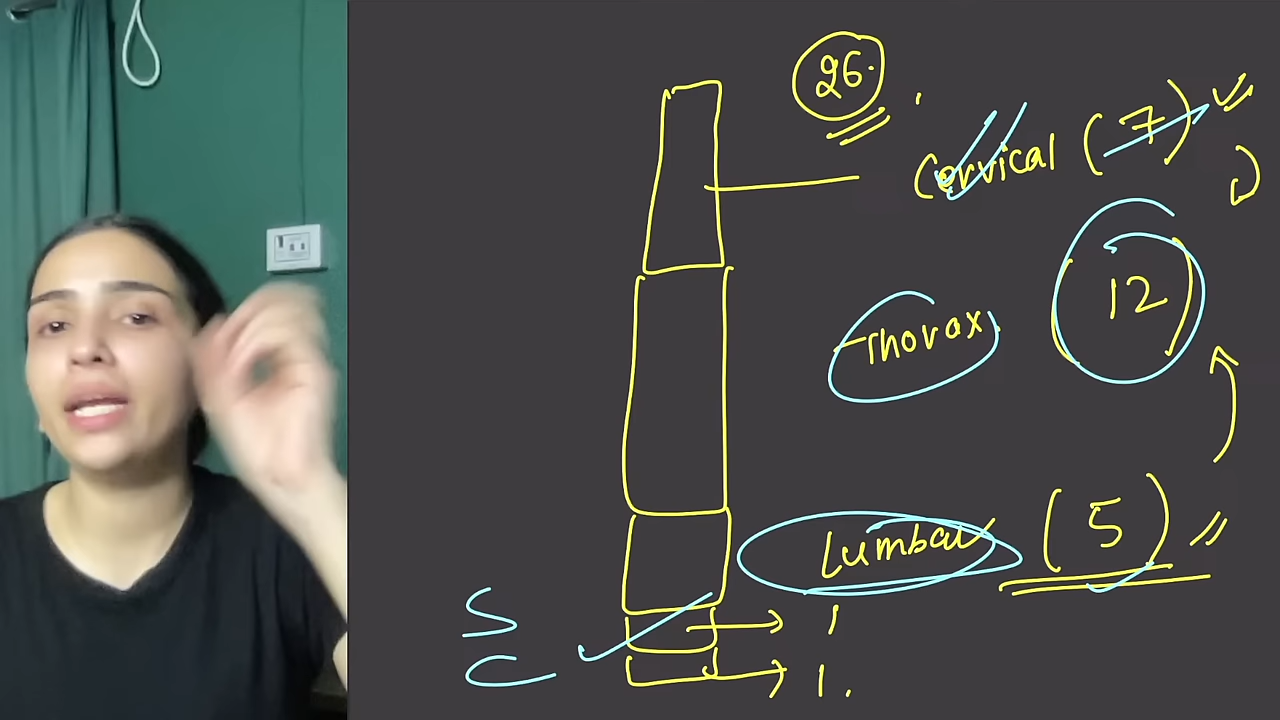 26.
Cervical (7)
Thorax (12)
Lumbar (5)
S 1
C 1.